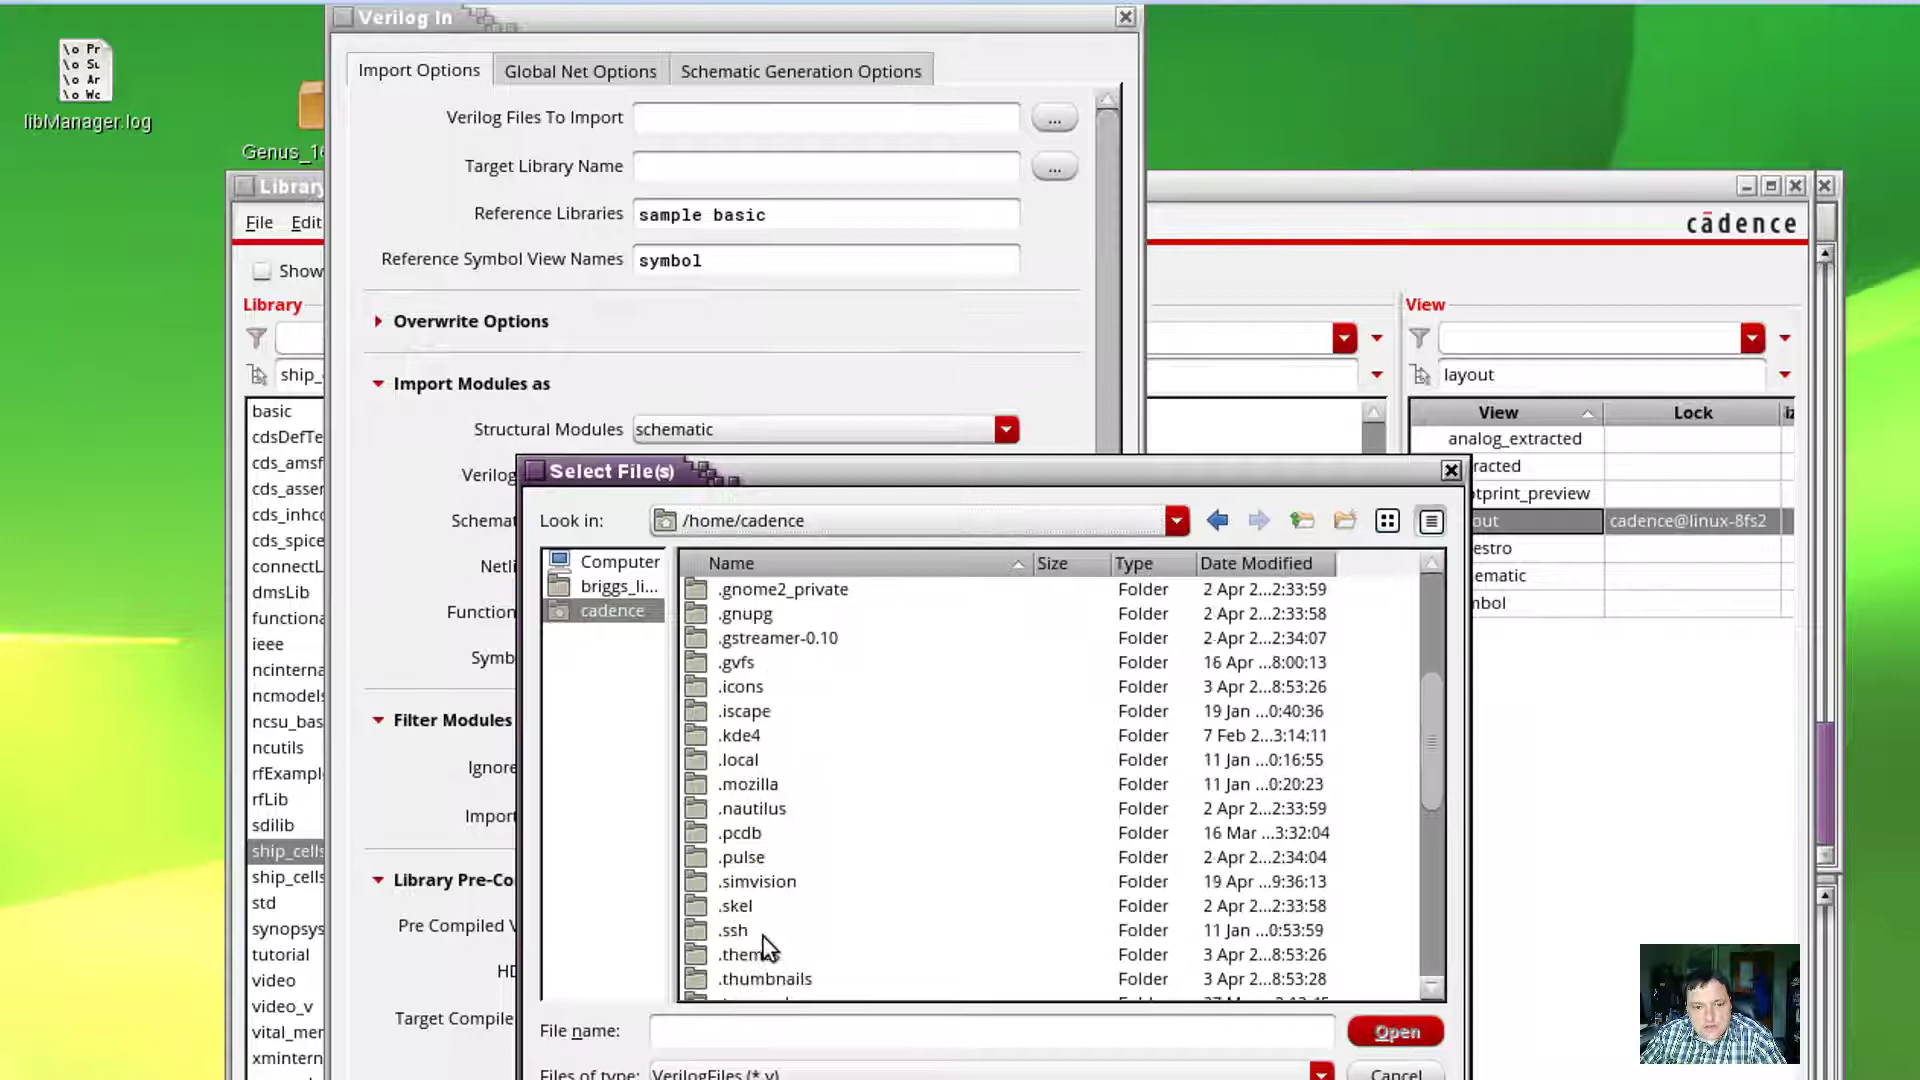 \o Pr
\o Su
\o Ar
\o Wc
libManager.log
Verilog In
Import Options
Global Net Options
Schematic Generation Options
Verilog Files To Import
...
Target Library Name
...
Reference Libraries
sample basic
Reference Symbol View Names
symbol
Overwrite Options
Import Modules as
Structural Modules
schematic
Verilog
Schemat
Netli
Function
Symb
Filter Modules
Ignore
Import
Library Pre-Co
Pre Compiled V
HD
Target Compile
Genus_1
Library
File
Edit
cādence
Show
Library
ship_
basic
cdsDefTe
cds_amsf
cds_asser
cds_inhco
cds_spice
connectL
dmsLib
functiona
ieee
ncinterna
ncmodels
ncsu_bas
ncutils
rfExampl
rfLib
sdilib
ship_cells
ship_cells
std
synopsys
tutorial
video
video_v
vital_mer
xmintern
View
layout
View
Lock
analog_extracted
racted
tprint_preview
out
cadence@linux-8fs2
estro
ematic
nbol
Select File(s)
Look in:
/home/cadence
Computer
briggs_li...
cadence
Name
Size
Type
Date Modified
.gnome2_private
Folder
2 Apr 2...2:33:59
.gnupg
Folder
2 Apr 2...2:33:58
.gstreamer-0.10
Folder
2 Apr 2...2:34:07
.gvfs
Folder
16 Apr ...8:00:13
.icons
Folder
3 Apr 2...8:53:26
.iscape
Folder
19 Jan ...0:40:36
.kde4
Folder
7 Feb 2...3:14:11
.local
Folder
11 Jan ...0:16:55
.mozilla
Folder
11 Jan ...0:20:23
.nautilus
Folder
2 Apr 2...2:33:59
.pcdb
Folder
16 Mar ...3:32:04
.pulse
Folder
2 Apr 2...2:34:04
.simvision
Folder
19 Apr ...9:36:13
.skel
Folder
2 Apr 2...2:33:58
.ssh
Folder
11 Jan ...0:53:59
.themes
Folder
3 Apr 2...8:53:26
.thumbnails
Folder
3 Apr 2...8:53:28
File name:
Open
Files of type:
VerilogFiles (*.v)
Cancel